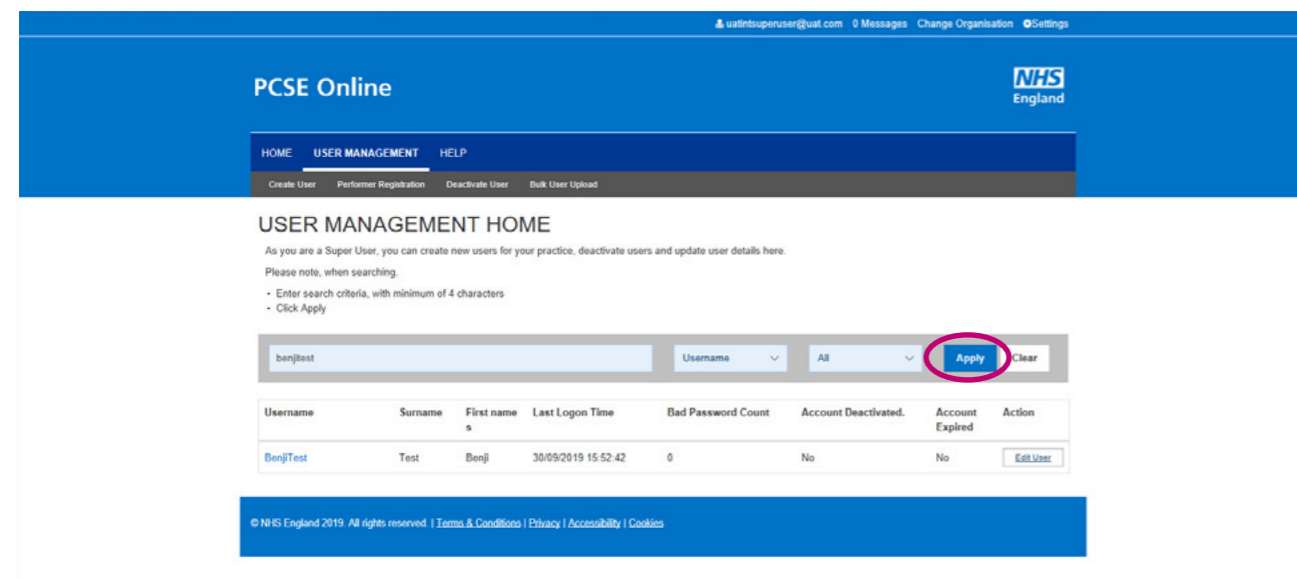 uatintsuperuser@uat.com 0 Messages Change Organisation Settings
PCSE Online
NHS
England
HOME USER MANAGEMENT HELP
Create User Performer Registration Deactivate User Bulk User Upload
USER MANAGEMENT HOME
As you are a Super User, you can create new users for your practice, deactivate users and update user details here.
Please note, when searching.
- Enter search criteria, with minimum of 4 characters
- Click Apply
benjitest Username All Apply Clear
Username Surname First name Last Logon Time Bad Password Count Account Deactivated. Account Action
s Expired
BenjiTest Test Benji 30/09/2019 15:52:42 0 No No Edit User
© NHS England 2019. All rights reserved. | Terms & Conditions | Privacy | Accessibility | Cookies